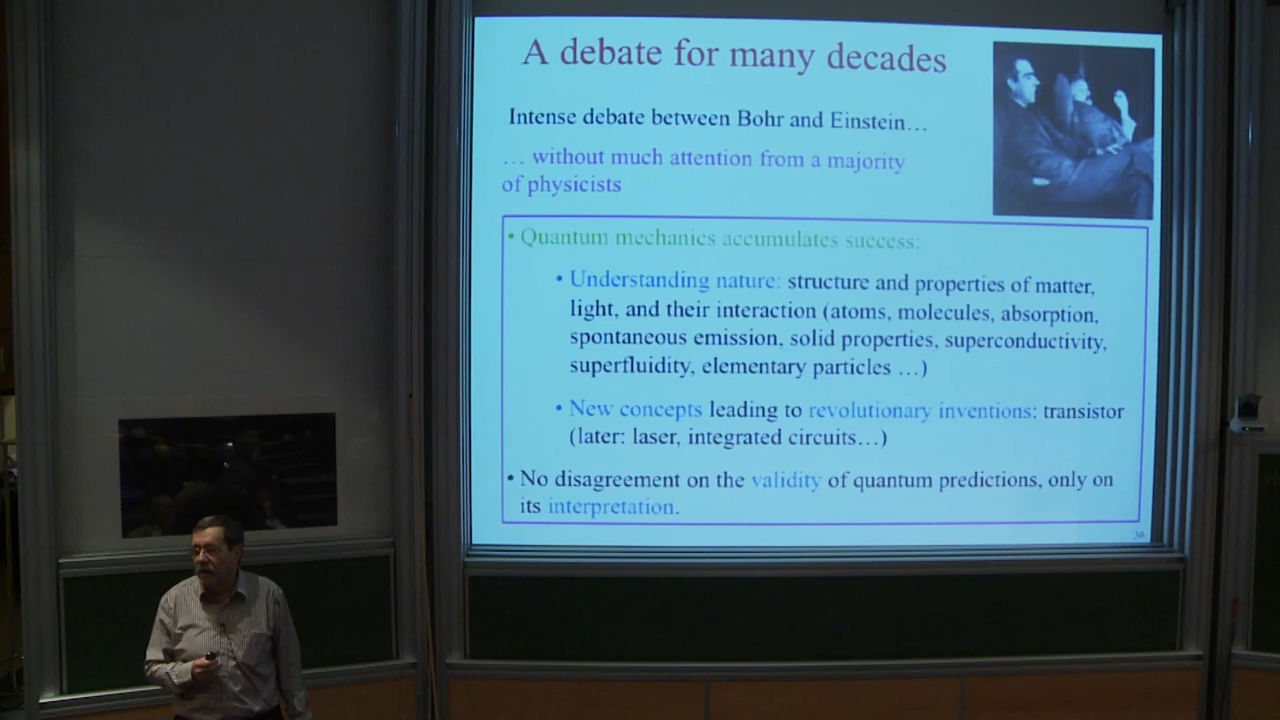 A debate for many decades
Intense debate between Bohr and Einstein…
… without much attention from a majority
of physicists
• Quantum mechanics accumulates success:
• Understanding nature: structure and properties of matter,
light, and their interaction (atoms, molecules, absorption,
spontaneous emission, solid properties, superconductivity,
superfluidity, elementary particles …)
• New concepts leading to revolutionary inventions: transistor
(later: laser, integrated circuits…)
• No disagreement on the validity of quantum predictions, only on
its interpretation.
30